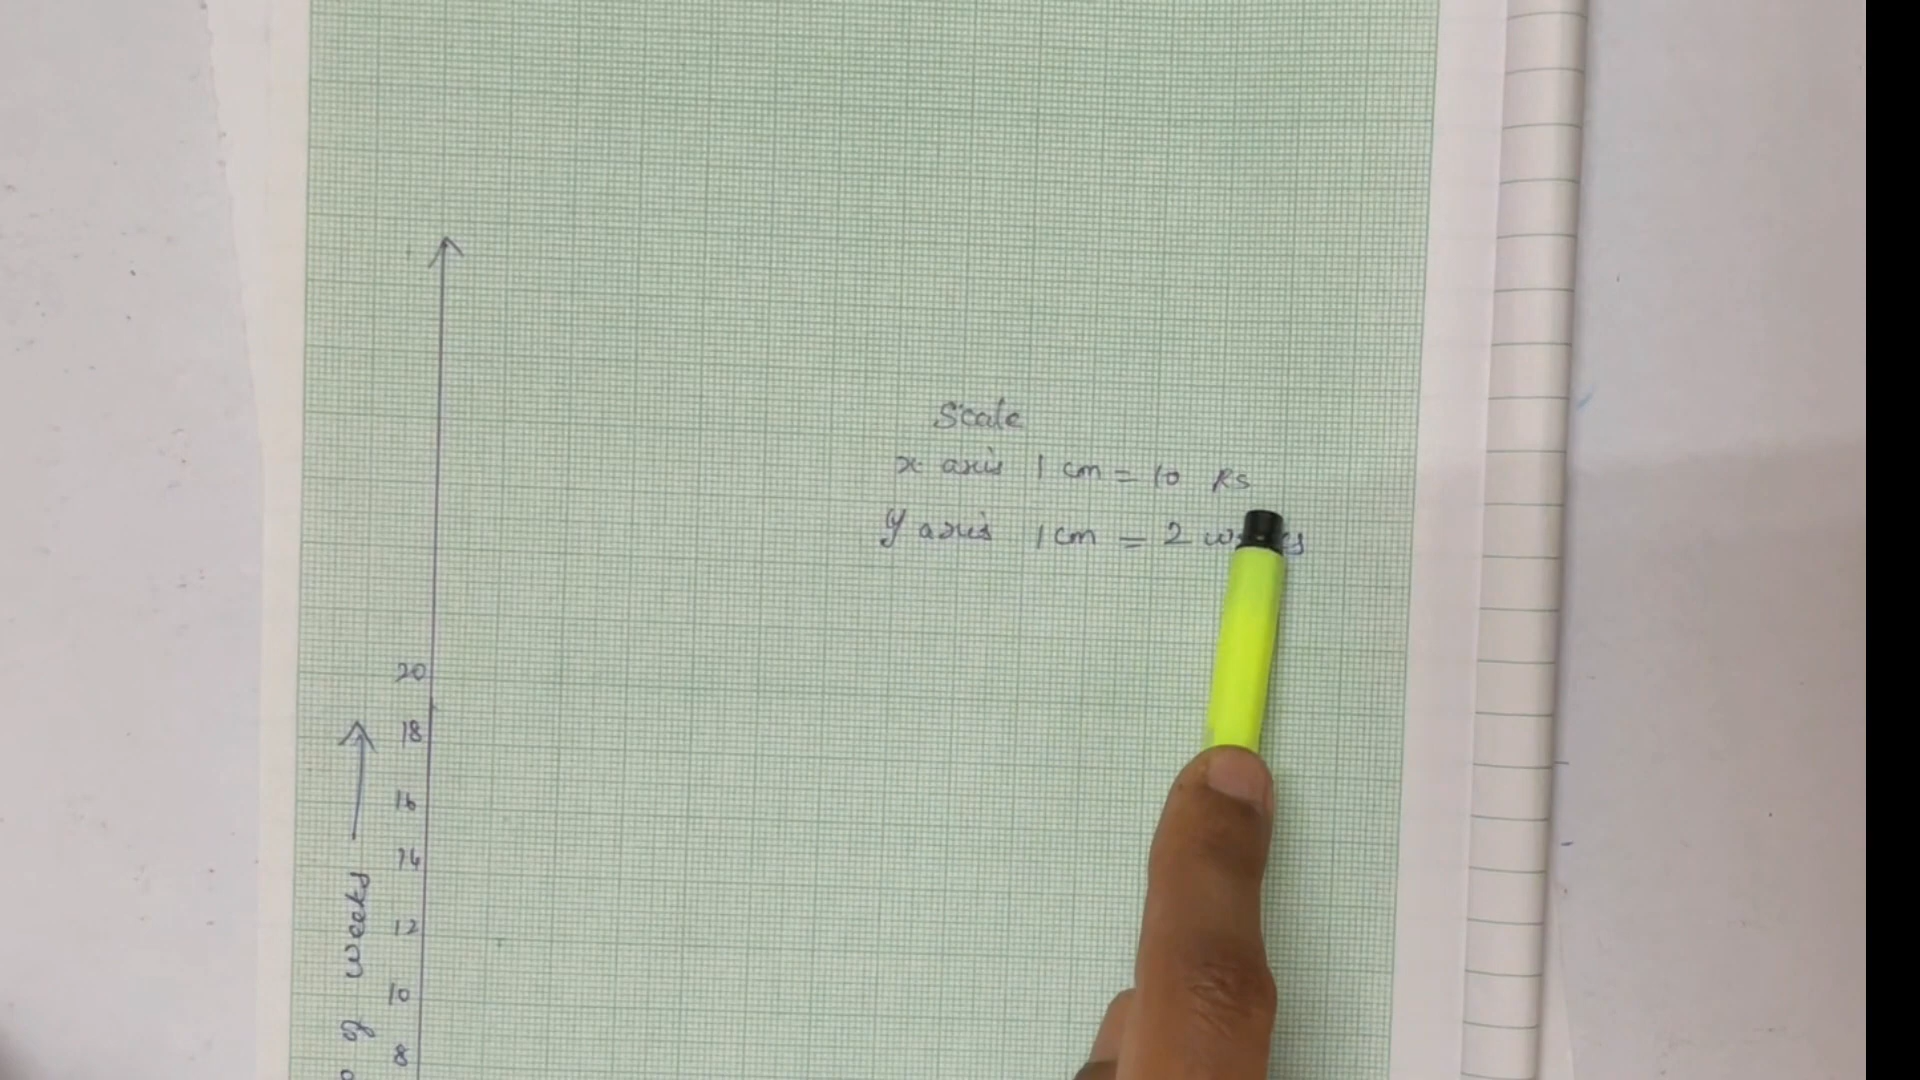 Scale
x axis 1 cm = 10 Rs
y axis 1 cm = 2
20
18
16
14
12
10
8
of weeks